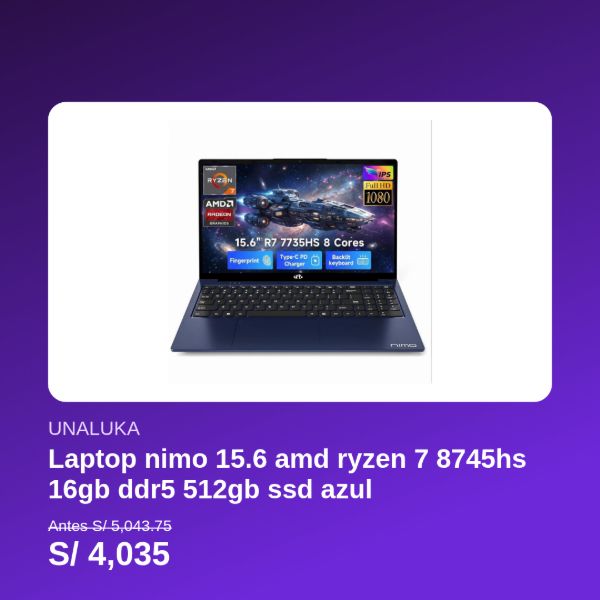 AMD
RYZEN
7
AMD
RADEON
GRAPHICS
IPS
Full HD
1080
15.6" R7 7735HS 8 Cores
Fingerprint
Type-C PD
Charger
Backlit
keyboard
nimo
UNALUKA
Laptop nimo 15.6 amd ryzen 7 8745hs
16gb ddr5 512gb ssd azul
Antes S/ 5,043.75
S/ 4,035